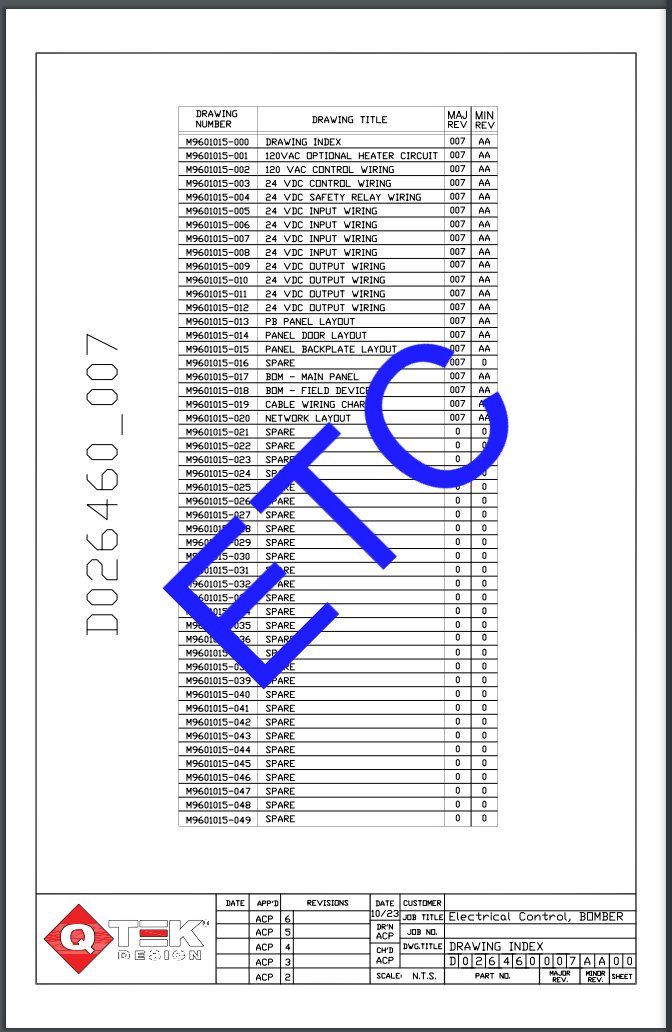 DRAWING NUMBER DRAWING TITLE MAJ REV MIN REV
M9601015-000 DRAWING INDEX 007 AA
M9601015-001 120VAC OPTIONAL HEATER CIRCUIT 007 AA
M9601015-002 120 VAC CONTROL WIRING 007 AA
M9601015-003 24 VDC CONTROL WIRING 007 AA
M9601015-004 24 VDC SAFETY RELAY WIRING 007 AA
M9601015-005 24 VDC INPUT WIRING 007 AA
M9601015-006 24 VDC INPUT WIRING 007 AA
M9601015-007 24 VDC INPUT WIRING 007 AA
M9601015-008 24 VDC INPUT WIRING 007 AA
M9601015-009 24 VDC OUTPUT WIRING 007 AA
M9601015-010 24 VDC OUTPUT WIRING 007 AA
M9601015-011 24 VDC OUTPUT WIRING 007 AA
M9601015-012 24 VDC OUTPUT WIRING 007 AA
M9601015-013 PB PANEL LAYOUT 007 AA
M9601015-014 PANEL DOOR LAYOUT 007 AA
M9601015-015 PANEL BACKPLATE LAYOUT 007 AA
M9601015-016 SPARE 007 0
M9601015-017 BOM - MAIN PANEL 007 AA
M9601015-018 BOM - FIELD DEVICE 007 AA
M9601015-019 CABLE WIRING 007
M9601015-020 NETWORK LAYOUT 007 AA
M9601015-021 SPARE 0 0
M9601015-022 SPARE 0 0
M9601015-023 SPARE 0 0
M9601015-024 0
M9601015-025 0 0
M9601015-026 SPARE 0 0
M9601015-027 SPARE 0 0
SPARE 0 0
SPARE 0 0
SPARE 0 0
SPARE 0 0
SPARE 0 0
SPARE 0 0
0 0
0 0
0 0
0 0
0 0
M9601015-039 SPARE 0 0
M9601015-040 SPARE 0 0
M9601015-041 SPARE 0 0
M9601015-042 SPARE 0 0
M9601015-043 SPARE 0 0
M9601015-044 SPARE 0 0
M9601015-045 SPARE 0 0
M9601015-046 SPARE 0 0
M9601015-047 SPARE 0 0
M9601015-048 SPARE 0 0
M9601015-049 SPARE 0 0
D026460_007
ETC
QTEK
DESIGN
DATE APP'D REVISIONS
ACP 6
ACP 5
ACP 4
ACP 3
ACP 2
DATE 10/23
DR'N ACP
CH'D ACP
SCALE: N.T.S.
CUSTOMER
JOB TITLE Electrical Control, BOMBER
JOB NO.
DWG.TITLE DRAWING INDEX
D026460007AA00
PART NO. MAJOR REV. MINOR REV. SHEET